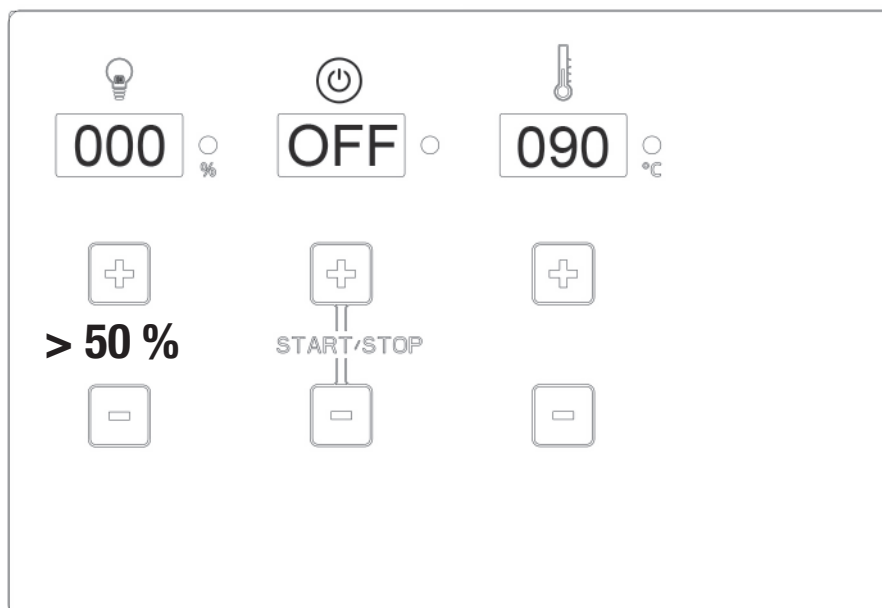 000 % OFF 090 °C
+ + +
> 50 % START/STOP
- - -